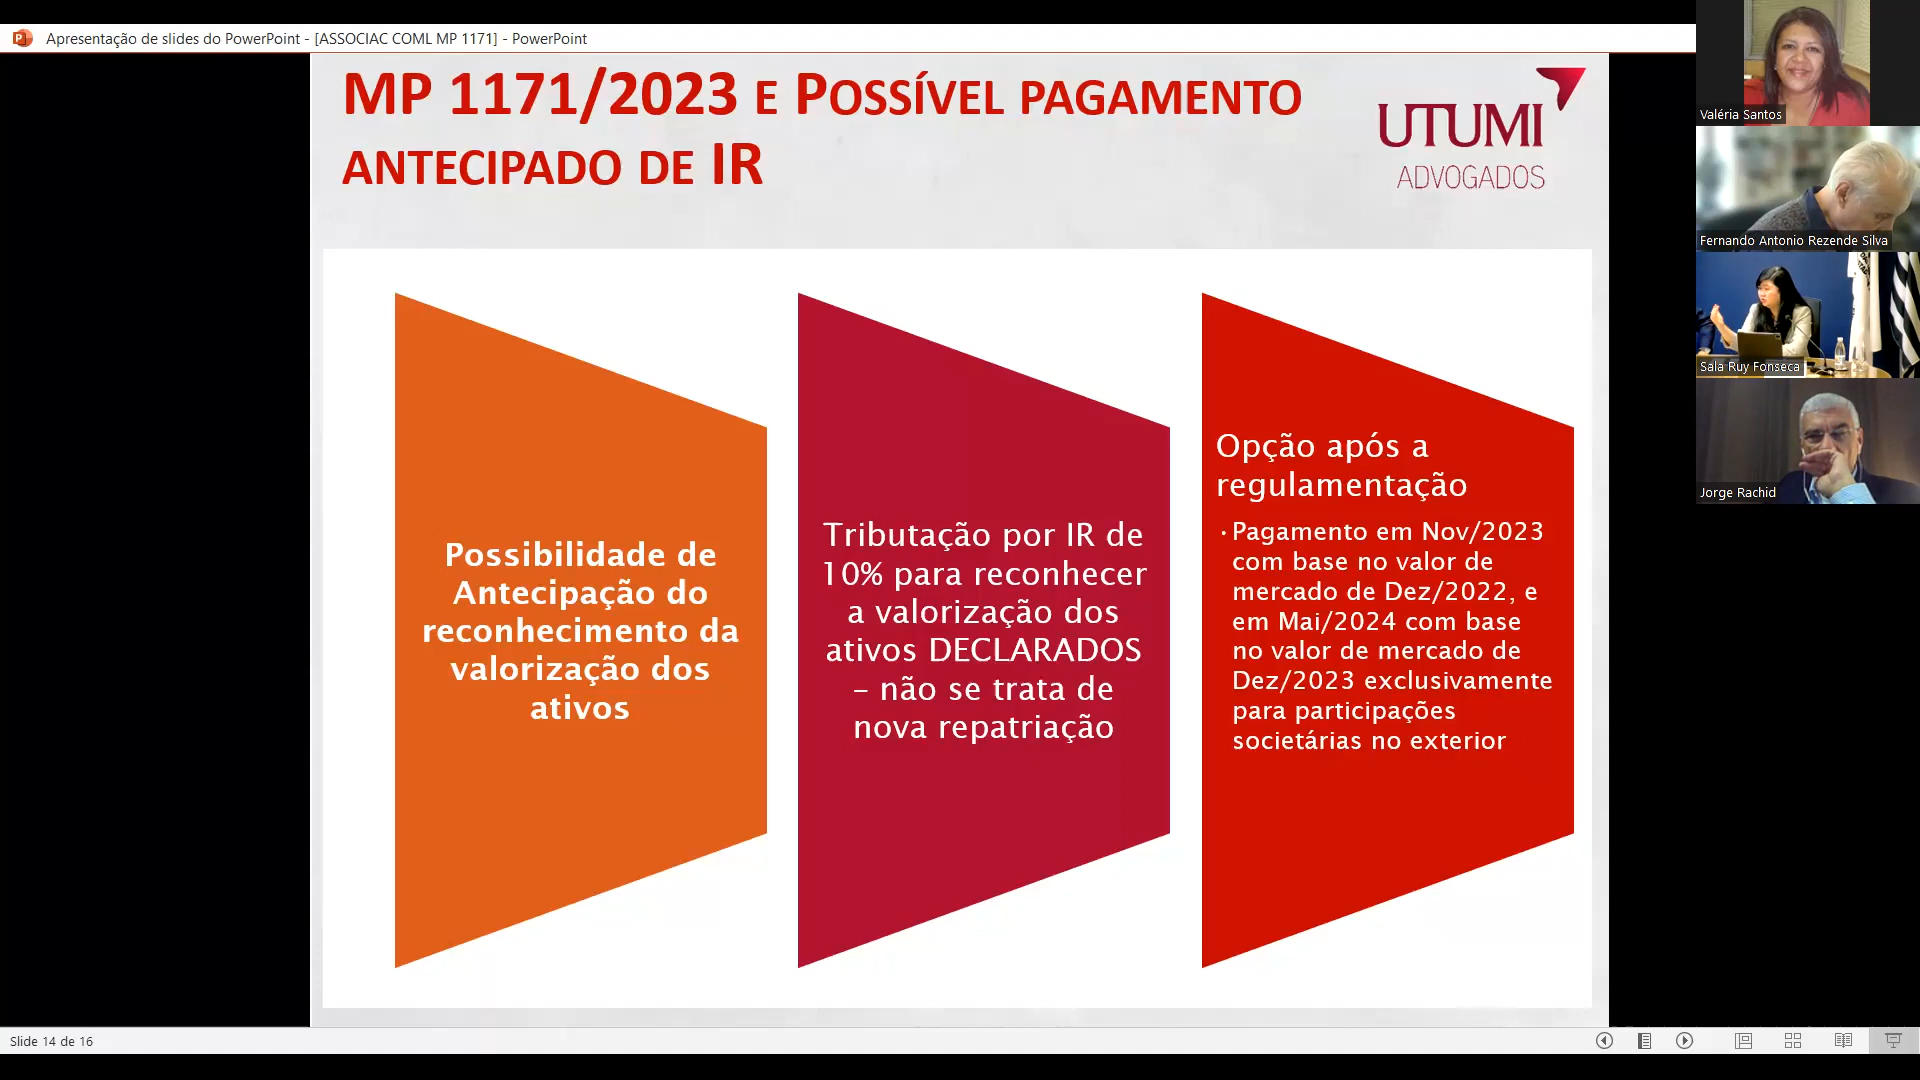 Apresentação de slides do PowerPoint - [ASSOCIAC COML MP 1171] - PowerPoint
MP 1171/2023 E POSSÍVEL PAGAMENTO
ANTECIPADO DE IR
UTUMI
ADVOGADOS
Possibilidade de
Antecipação do
reconhecimento da
valorização dos
ativos
Tributação por IR de
10% para reconhecer
a valorização dos
ativos DECLARADOS
– não se trata de
nova repatriação
Opção após a
regulamentação
• Pagamento em Nov/2023
com base no valor de
mercado de Dez/2022, e
em Mai/2024 com base
no valor de mercado de
Dez/2023 exclusivamente
para participações
societárias no exterior
Valéria Santos
Fernando Antonio Rezende Silva
Sala Ruy Fonseca
Jorge Rachid
Slide 14 de 16